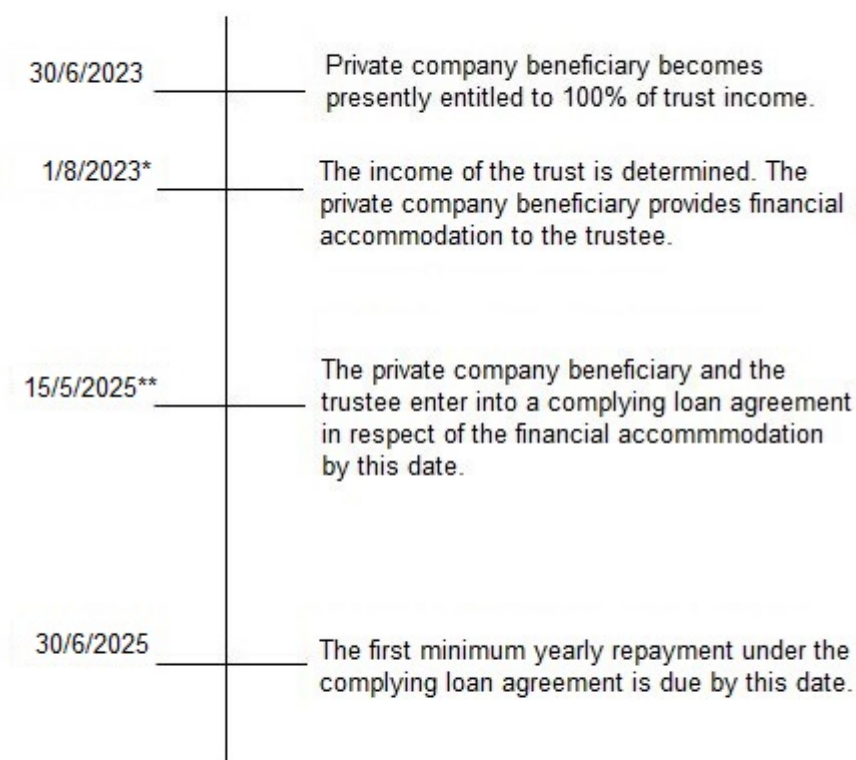 30/6/2023
Private company beneficiary becomes
presently entitled to 100% of trust income.
1/8/2023*
The income of the trust is determined. The
private company beneficiary provides financial
accommodation to the trustee.
15/5/2025**
The private company beneficiary and the
trustee enter into a complying loan agreement
in respect of the financial accommmodation
by this date.
30/6/2025
The first minimum yearly repayment under the
complying loan agreement is due by this date.